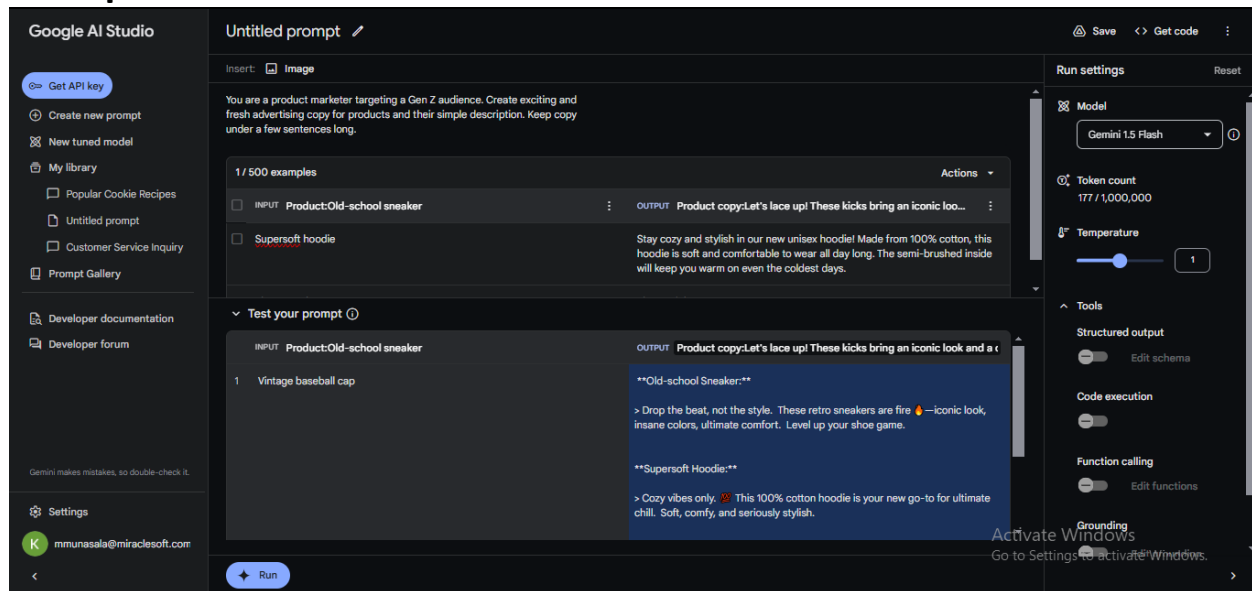 Google AI Studio
Get API key
Create new prompt
New tuned model
My library
Popular Cookie Recipes
Untitled prompt
Customer Service Inquiry
Prompt Gallery
Developer documentation
Developer forum
Gemini makes mistakes, so double-check it.
Settings
K
mmunasala@miraclesoft.com
Untitled prompt
Save
<> Get code
Insert: Image
You are a product marketer targeting a Gen Z audience. Create exciting and
fresh advertising copy for products and their simple description. Keep copy
under a few sentences long.
1 / 500 examples
Actions
INPUT Product:Old-school sneaker
OUTPUT Product copy:Let's lace up! These kicks bring an iconic loo...
Supersoft hoodie
Stay cozy and stylish in our new unisex hoodie! Made from 100% cotton, this
hoodie is soft and comfortable to wear all day long. The semi-brushed inside
will keep you warm on even the coldest days.
Test your prompt
INPUT Product:Old-school sneaker
OUTPUT Product copy:Let's lace up! These kicks bring an iconic look and a
1 Vintage baseball cap
**Old-school Sneaker:**
> Drop the beat, not the style. These retro sneakers are fire 🔥—iconic look,
insane colors, ultimate comfort. Level up your shoe game.
**Supersoft Hoodie:**
> Cozy vibes only. 💯 This 100% cotton hoodie is your new go-to for ultimate
chill. Soft, comfy, and seriously stylish.
Run
Run settings
Reset
Model
Gemini 1.5 Flash
Token count
177 / 1,000,000
Temperature
1
Tools
Structured output
Edit schema
Code execution
Function calling
Edit functions
Grounding
Activate Windows
Go to Settings to activate Windows.